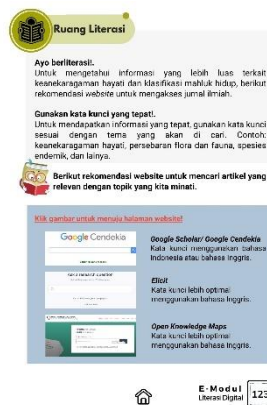 Ruang Literasi
Ayo berliterasi!.
Untuk mengetahui informasi yang lebih luas terkait
keanekaragaman hayati dan klasifikasi mahluk hidup, berikut
rekomendasi website untuk mengakses jurnal ilmiah.
Gunakan kata kunci yang tepat!.
Untuk mendapatkan informasi yang tepat, gunakan kata kunci
sesuai dengan tema yang akan di cari. Contoh:
keanekaragaman hayati, persebaran flora dan fauna, spesies
endemik, dan lainya.
Berikut rekomendasi website untuk mencari artikel yang
relevan dengan topik yang kita minati.
Klik gambar untuk menuju halaman website!
Google Cendekia
Google Scholar/ Google Cendekia
Kata kunci menggunakan bahasa
Indonesia atau bahasa Inggris.
Elicit
Kata kunci lebih optimal
menggunakan bahasa Inggris.
Open Knowledge Maps
Kata kunci lebih optimal
menggunakan bahasa Inggris.
E-Modul
Literasi Digital
123